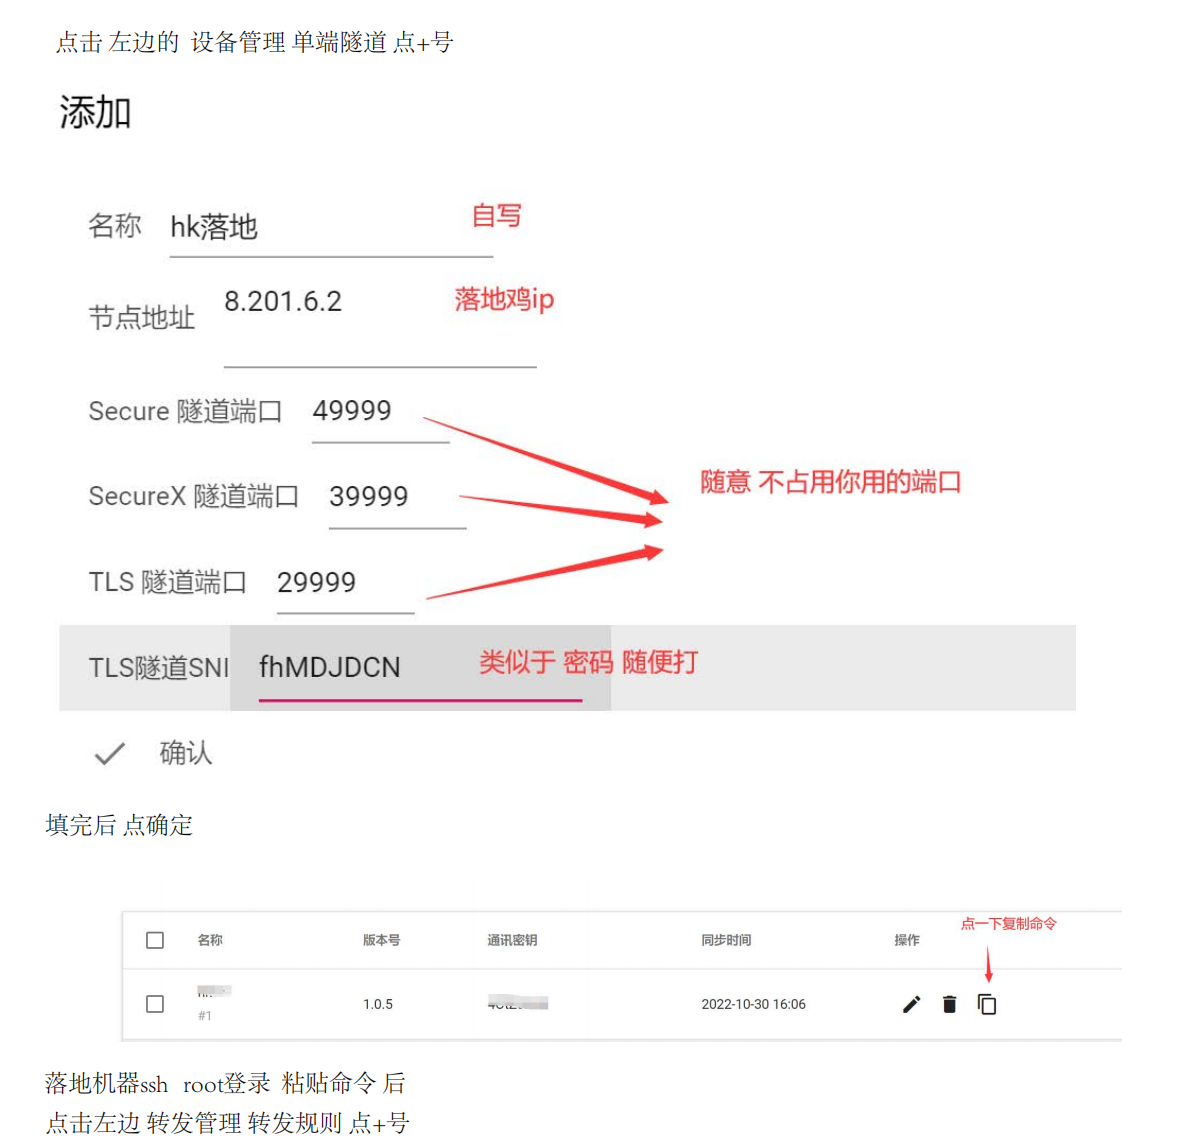 点击 左边的 设备管理 单端隧道 点+号
添加
名称 hk落地 自写
节点地址 8.201.6.2 落地鸡ip
Secure 隧道端口 49999
SecureX 隧道端口 39999
随意 不占用你用的端口
TLS 隧道端口 29999
TLS隧道SNI fhMDJDCN 类似于 密码 随便打
确认
填完后 点确定
点一下复制命令
名称 版本号 通讯密钥 同步时间 操作
1.0.5 2022-10-30 16:06
#1
落地机器ssh root登录 粘贴命令 后
点击左边 转发管理 转发规则 点+号